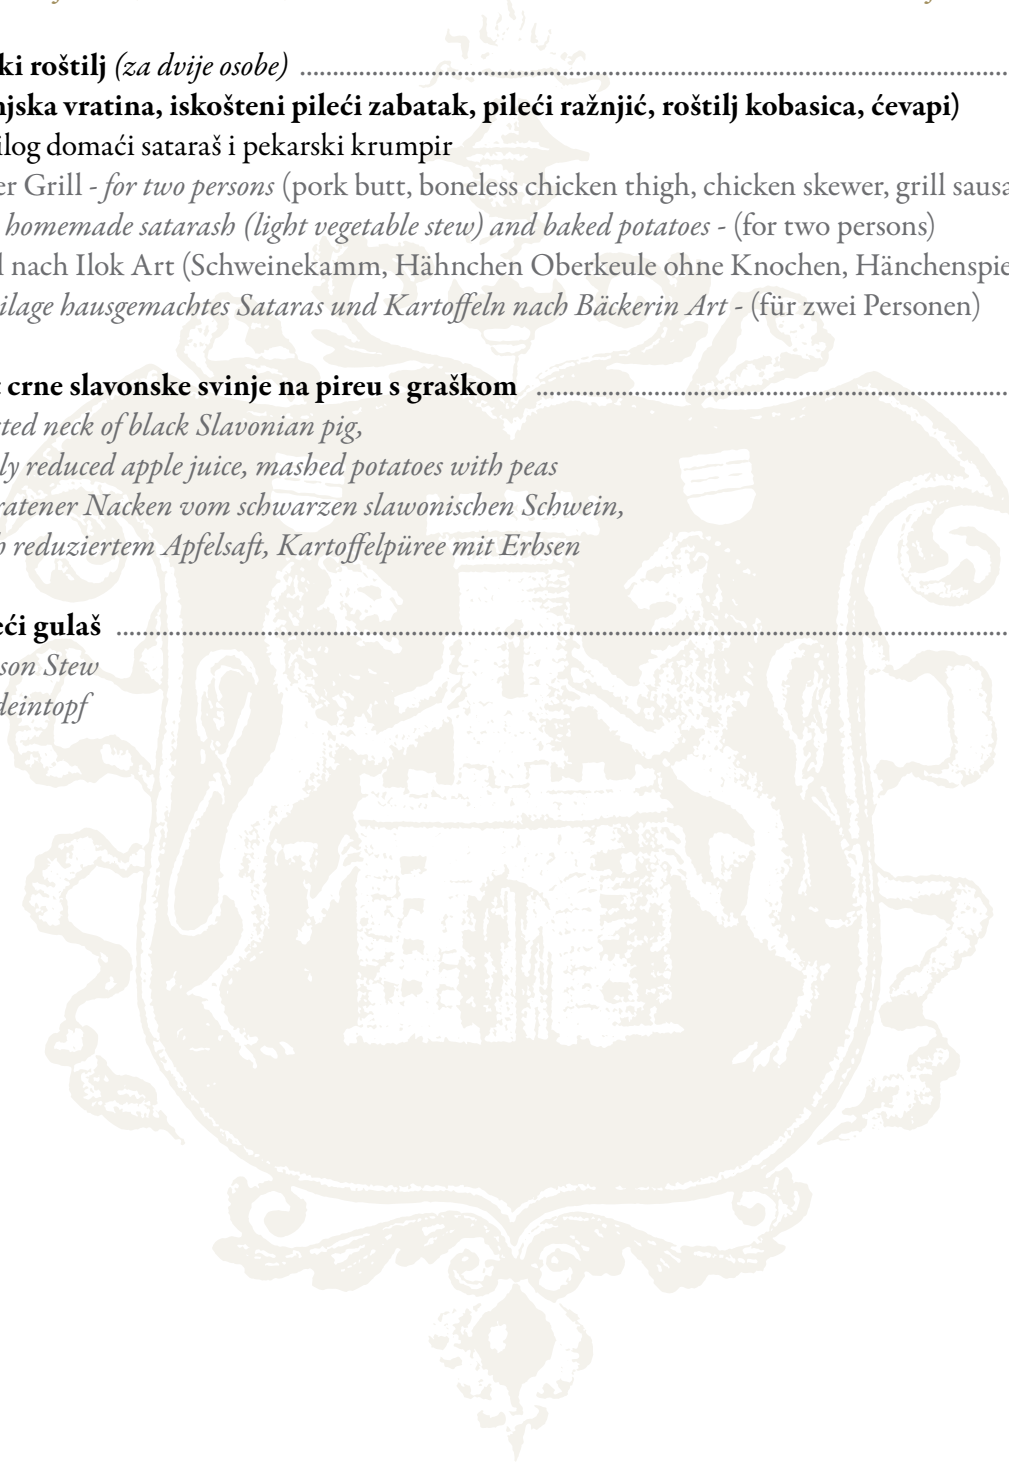 ki roštilj (za dvije osobe) ........................................................................
njska vratina, iskošteni pileći zabatak, pileći ražnjić, roštilj kobasica, ćevapi)
ilog domaći sataraš i pekarski krumpir
er Grill - for two persons (pork butt, boneless chicken thigh, chicken skewer, grill sausa
homemade satarash (light vegetable stew) and baked potatoes - (for two persons)
l nach Ilok Art (Schweinekamm, Hähnchen Oberkeule ohne Knochen, Hänchenspie
ilage hausgemachtes Sataras und Kartoffeln nach Bäckerin Art - (für zwei Personen)
t crne slavonske svinje na pireu s graškom ........................................................................
sted neck of black Slavonian pig,
ly reduced apple juice, mashed potatoes with peas
ratener Nacken vom schwarzen slawonischen Schwein,
h reduziertem Apfelsaft, Kartoffelpüree mit Erbsen
eći gulaš ........................................................................
son Stew
deintopf